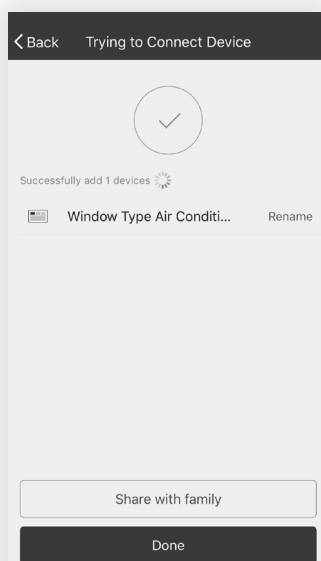 Back
Trying to Connect Device
Successfully add 1 devices
Window Type Air Conditi...
Rename
Share with family
Done